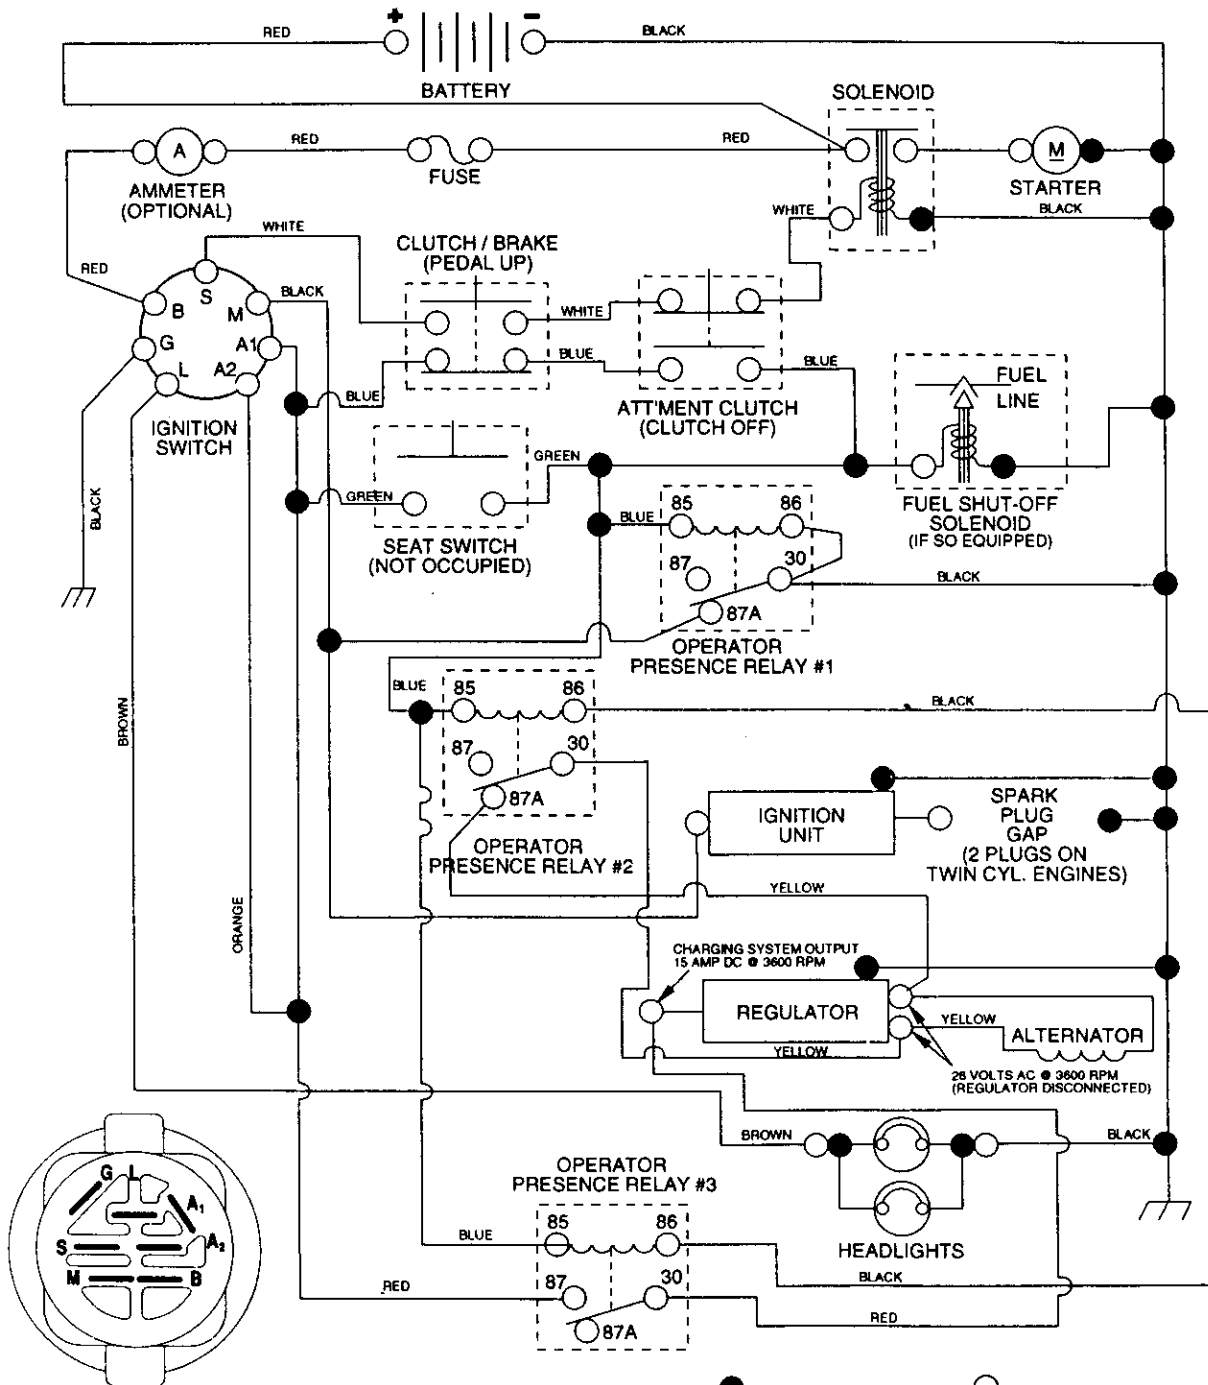 + −
RED
BLACK
BATTERY
SOLENOID
A
RED
RED
M
AMMETER
(OPTIONAL)
FUSE
STARTER
WHITE
WHITE
BLACK
CLUTCH / BRAKE
(PEDAL UP)
RED
S
BLACK
B
M
WHITE
G
A1
L
A2
BLUE
BLUE
BLUE
FUEL
LINE
IGNITION
SWITCH
ATT'MENT CLUTCH
(CLUTCH OFF)
GREEN
GREEN
BLACK
SEAT SWITCH
(NOT OCCUPIED)
BLUE
85
86
FUEL SHUT-OFF
SOLENOID
(IF SO EQUIPPED)
87
30
BLACK
87A
OPERATOR
PRESENCE RELAY #1
BLUE
85
86
BLACK
BROWN
87
30
87A
OPERATOR
PRESENCE RELAY #2
IGNITION
UNIT
SPARK
PLUG
GAP
(2 PLUGS ON
TWIN CYL. ENGINES)
YELLOW
ORANGE
CHARGING SYSTEM OUTPUT
15 AMP DC @ 3600 RPM
REGULATOR
YELLOW
ALTERNATOR
YELLOW
28 VOLTS AC @ 3600 RPM
(REGULATOR DISCONNECTED)
BROWN
BLACK
OPERATOR
PRESENCE RELAY #3
HEADLIGHTS
BLUE
85
86
BLACK
87
30
RED
RED
87A
G L
A1
S
A2
M
B